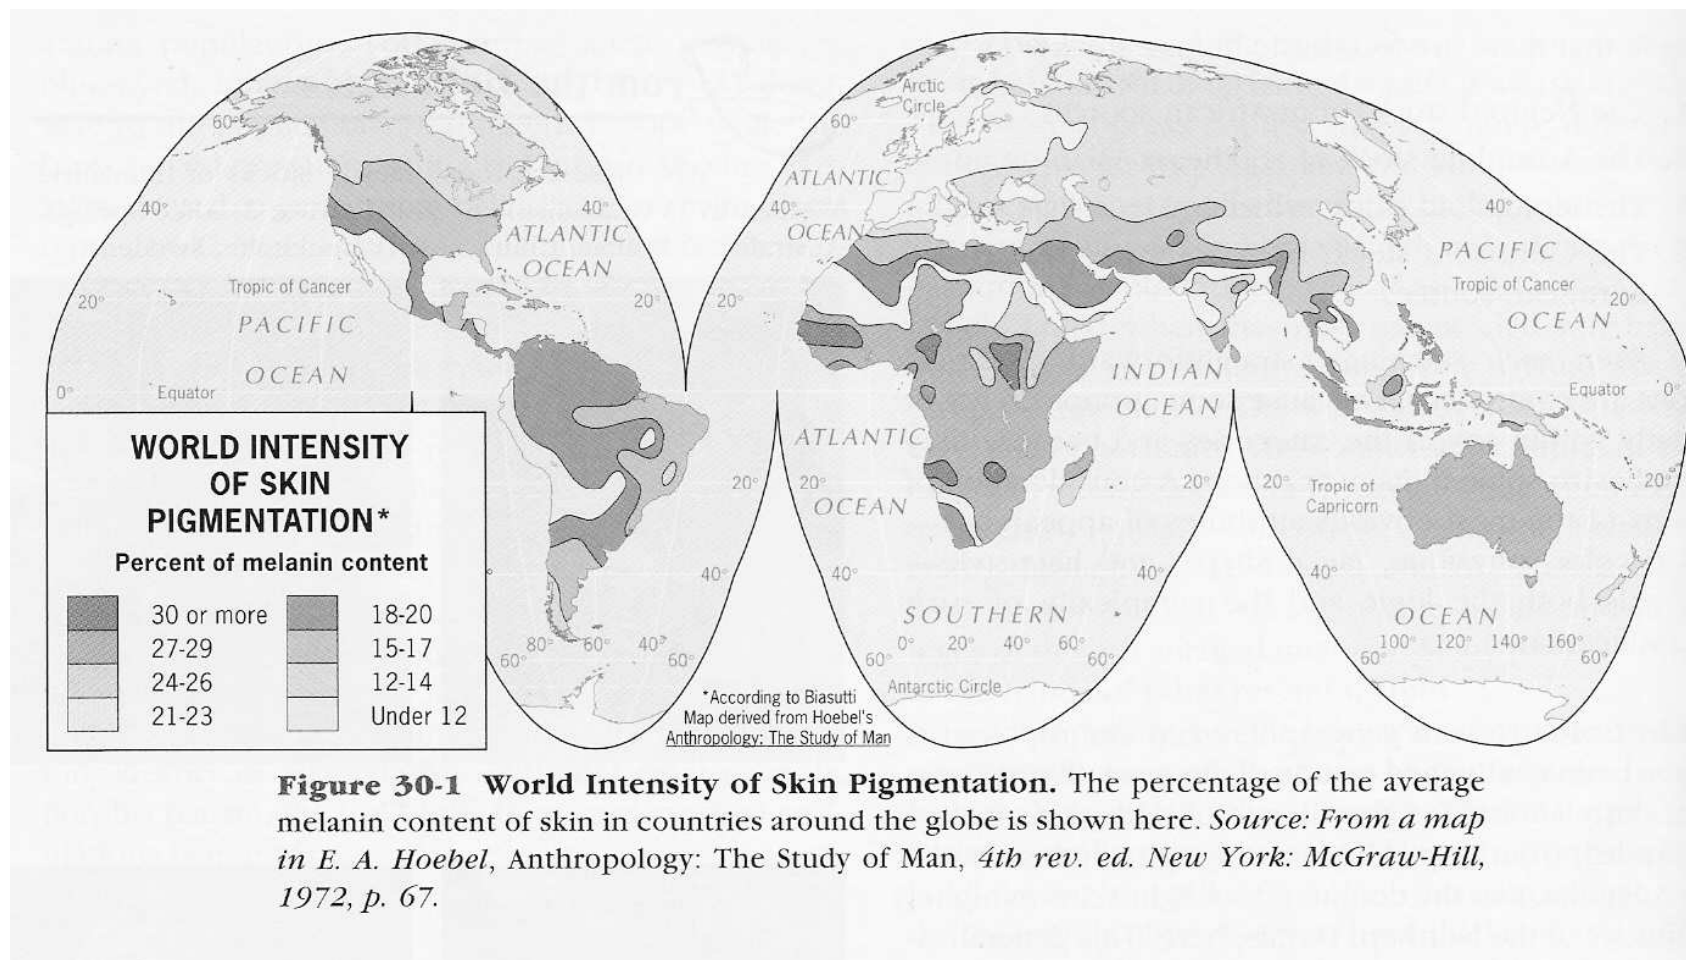 Arctic
Circle
60°
60°
ATLANTIC
40°
40°
40°
40°
ATLANTIC
OCEAN
OCEAN
PACIFIC
OCEAN
Tropic of Cancer
Tropic of Cancer
20°
20°
20°
20°
PACIFIC
OCEAN
OCEAN
INDIAN
OCEAN
0°
Equator
Equator
0°
ATLANTIC
OCEAN
20°
20°
20°
20°
20°
Tropic of
Capricorn
40°
40°
40°
40°
SOUTHERN
OCEAN
0° 20° 40° 60°
100° 120° 140° 160°
80° 60° 40°
60°
60°
60°
60°
60°
60°
Antarctic Circle
WORLD INTENSITY
OF SKIN
PIGMENTATION*
Percent of melanin content
30 or more
18-20
27-29
15-17
24-26
12-14
21-23
Under 12
*According to Biasutti
Map derived from Hoebel's
Anthropology: The Study of Man
Figure 30-1 World Intensity of Skin Pigmentation. The percentage of the average
melanin content of skin in countries around the globe is shown here. Source: From a map
in E. A. Hoebel, Anthropology: The Study of Man, 4th rev. ed. New York: McGraw-Hill,
1972, p. 67.